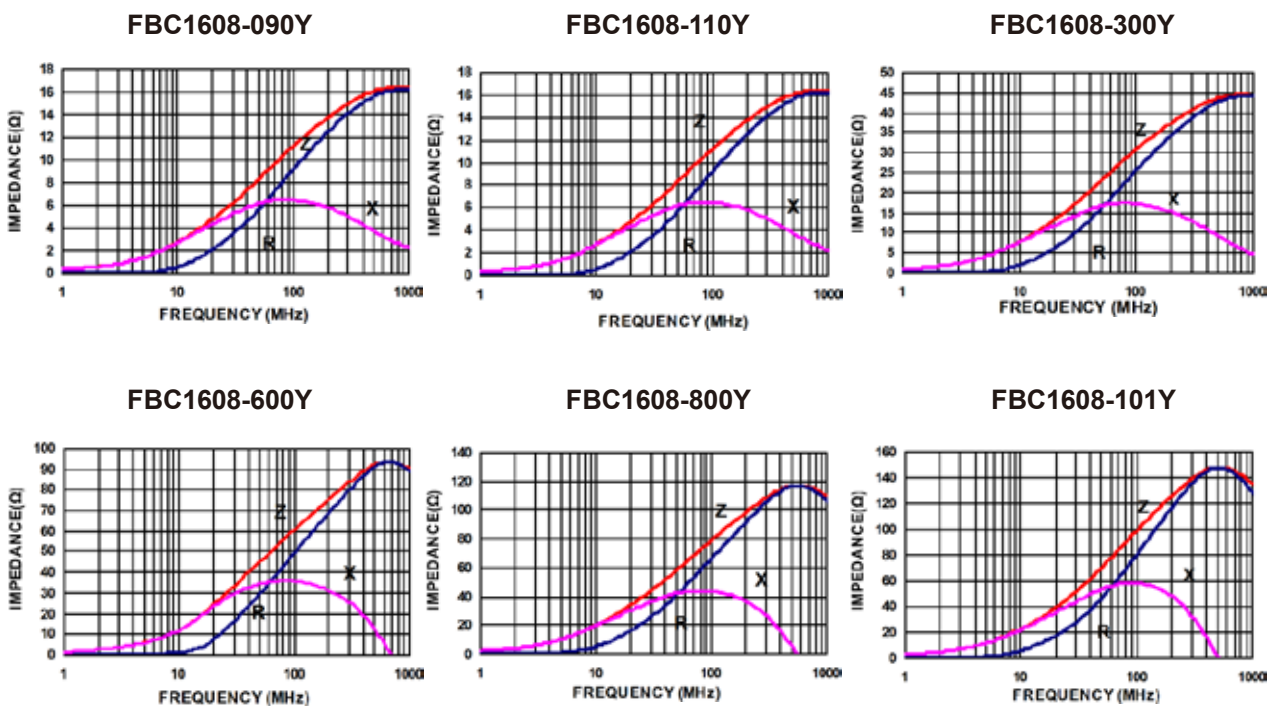 FBC1608-090Y
FBC1608-110Y
FBC1608-300Y
IMPEDANCE(Ω)
18
16
14
12
10
8
6
4
2
0
Z
X
R
1
10
100
1000
FREQUENCY (MHz)
IMPEDANCE(Ω)
18
16
14
12
10
8
6
4
2
0
Z
X
R
1
10
100
1000
FREQUENCY (MHz)
IMPEDANCE(Ω)
50
45
40
35
30
25
20
15
10
5
0
Z
X
R
1
10
100
1000
FREQUENCY (MHz)
FBC1608-600Y
FBC1608-800Y
FBC1608-101Y
IMPEDANCE(Ω)
100
90
80
70
60
50
40
30
20
10
0
Z
X
R
1
10
100
1000
FREQUENCY (MHz)
IMPEDANCE(Ω)
140
120
100
80
60
40
20
0
Z
X
R
1
10
100
1000
FREQUENCY (MHz)
IMPEDANCE(Ω)
160
140
120
100
80
60
40
20
0
Z
X
R
1
10
100
1000
FREQUENCY (MHz)